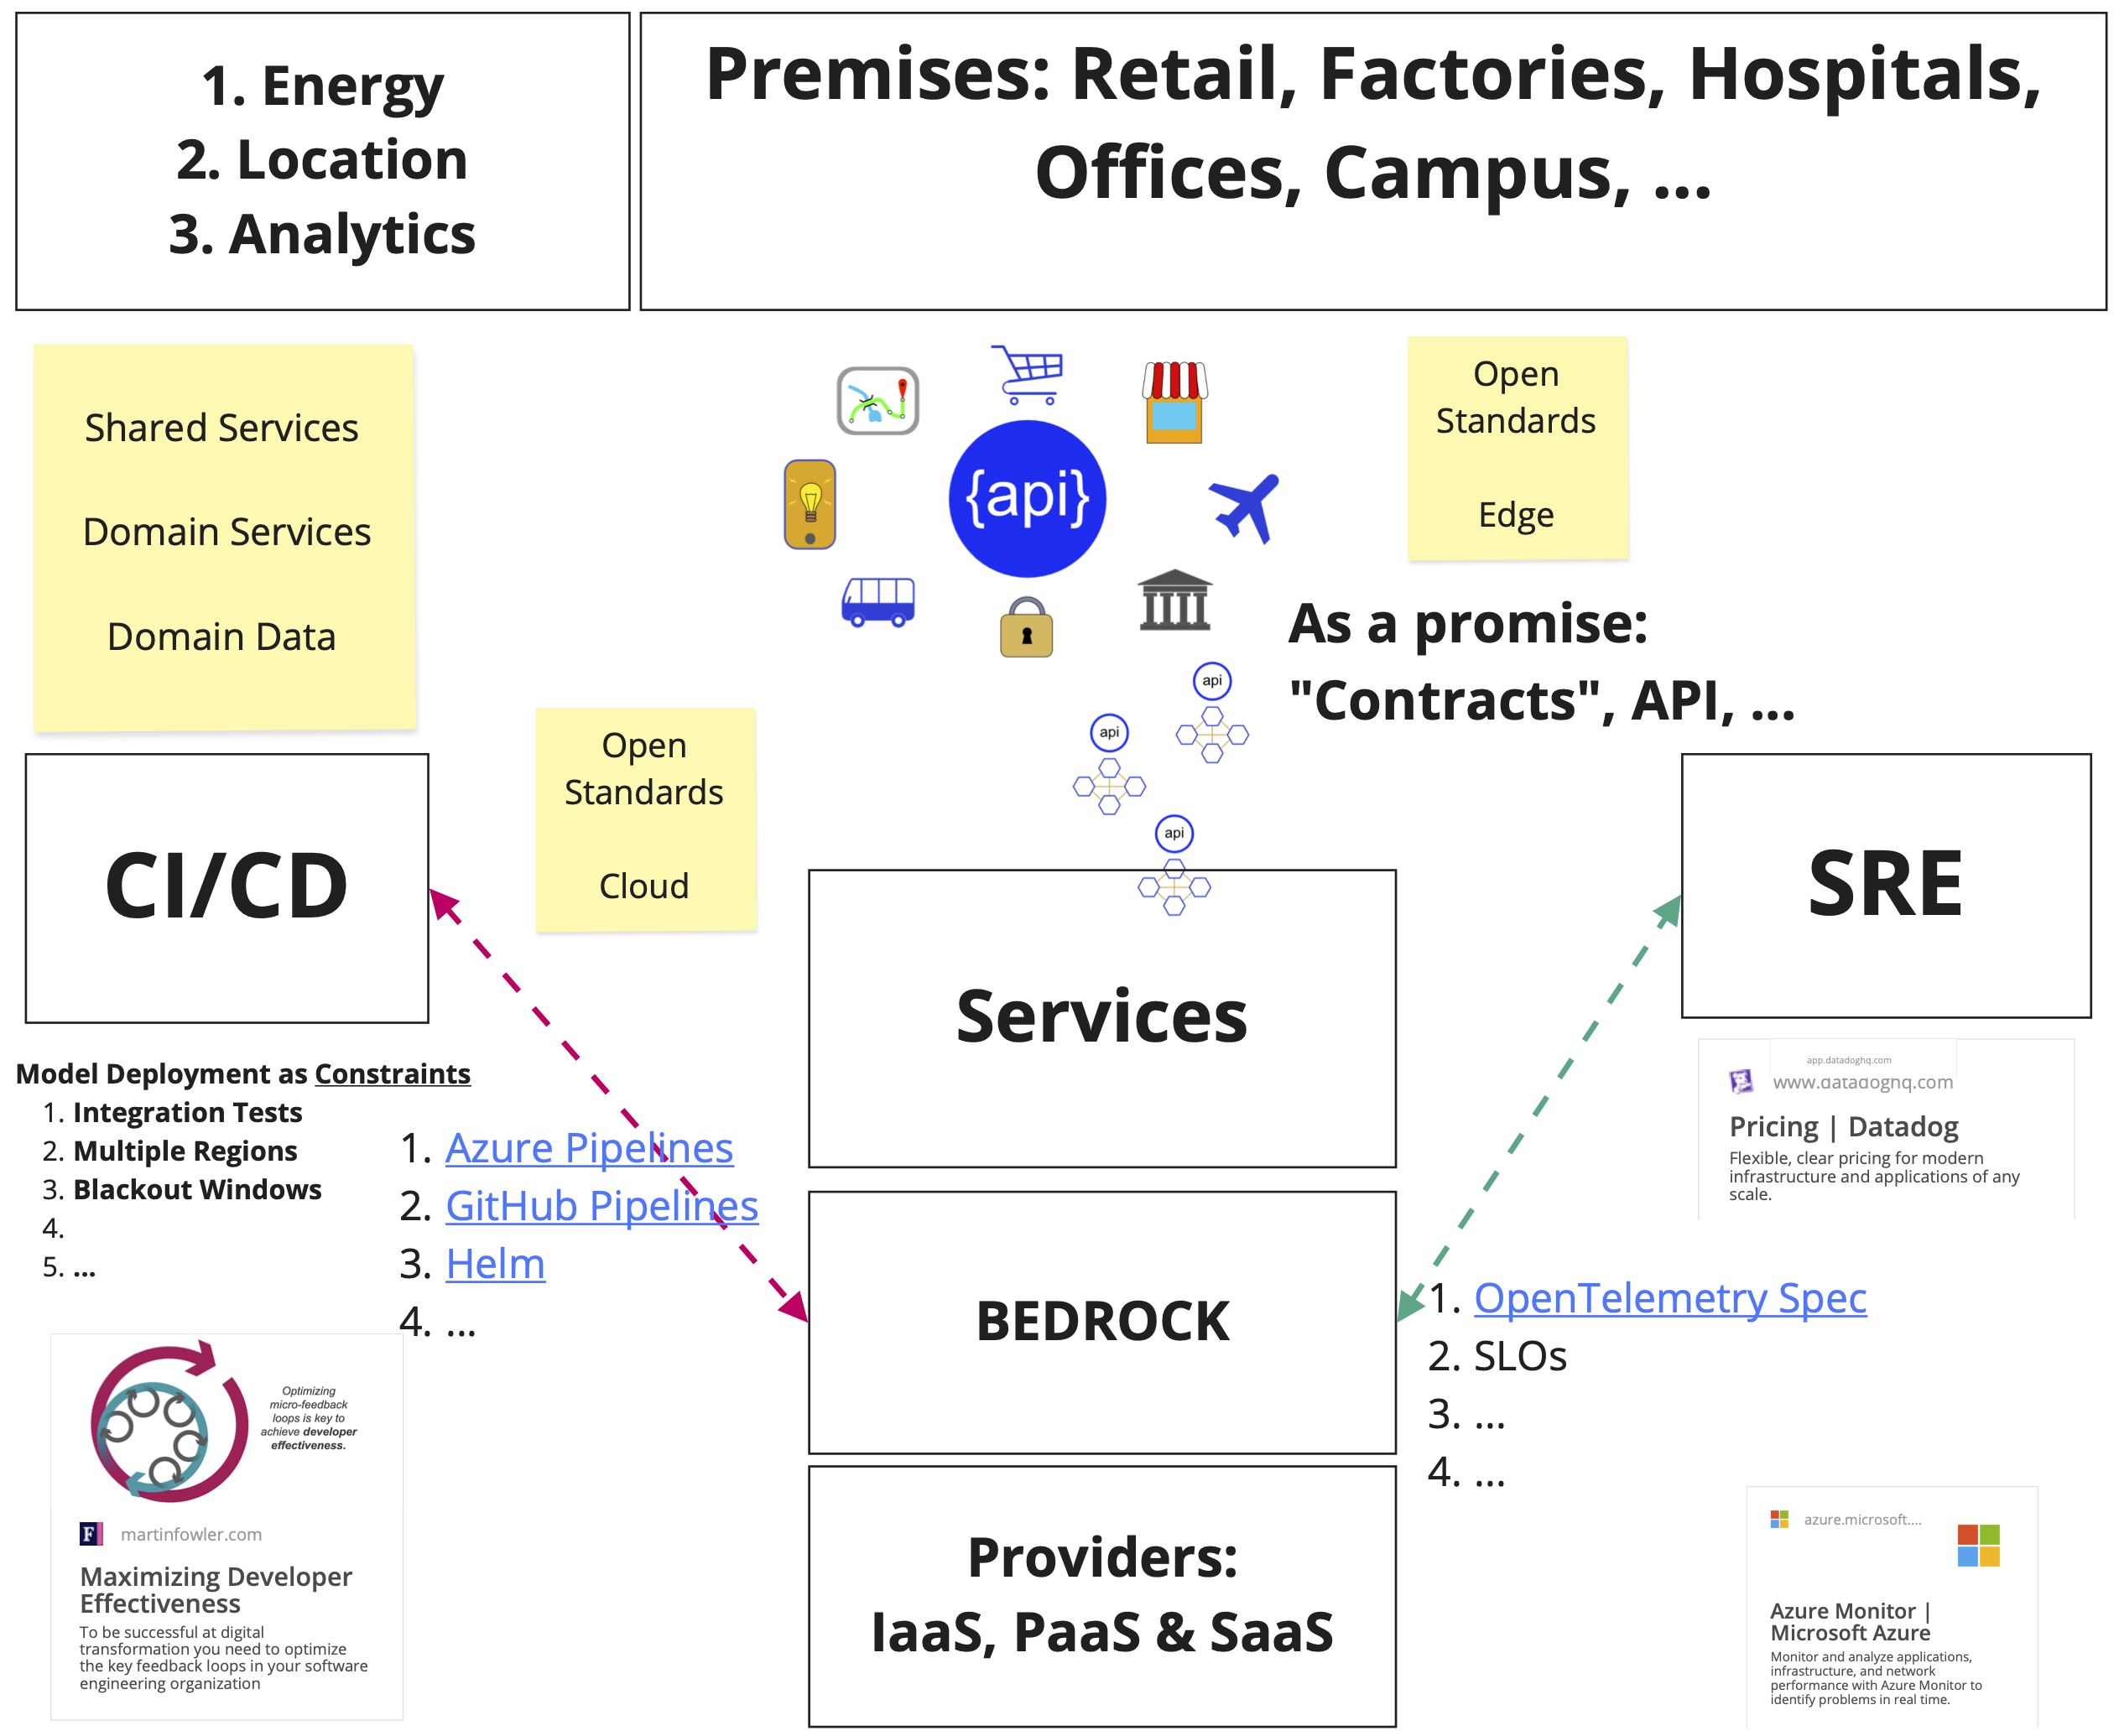 1. Energy
2. Location
3. Analytics
Premises: Retail, Factories, Hospitals,
Offices, Campus, ...
Shared Services
Domain Services
Domain Data
{api}
Open
Standards
Edge
As a promise:
"Contracts", API, ...
api
api
api
Open
Standards
Cloud
CI/CD
Services
SRE
Model Deployment as Constraints
1. Integration Tests
2. Multiple Regions
3. Blackout Windows
4.
5. ...
1. Azure Pipelines
2. GitHub Pipelines
3. Helm
4. ...
app.datadoghq.com
www.datadoghq.com
Pricing | Datadog
Flexible, clear pricing for modern
infrastructure and applications of any
scale.
BEDROCK
1. OpenTelemetry Spec
2. SLOs
3. ...
4. ...
Optimizing
micro-feedback
loops is key to
achieve developer
effectiveness.
F
martinfowler.com
Maximizing Developer
Effectiveness
To be successful at digital
transformation you need to optimize
the key feedback loops in your software
engineering organization
Providers:
IaaS, PaaS & SaaS
azure.microsoft....
Azure Monitor |
Microsoft Azure
Monitor and analyze applications,
infrastructure, and network
performance with Azure Monitor to
identify problems in real time.